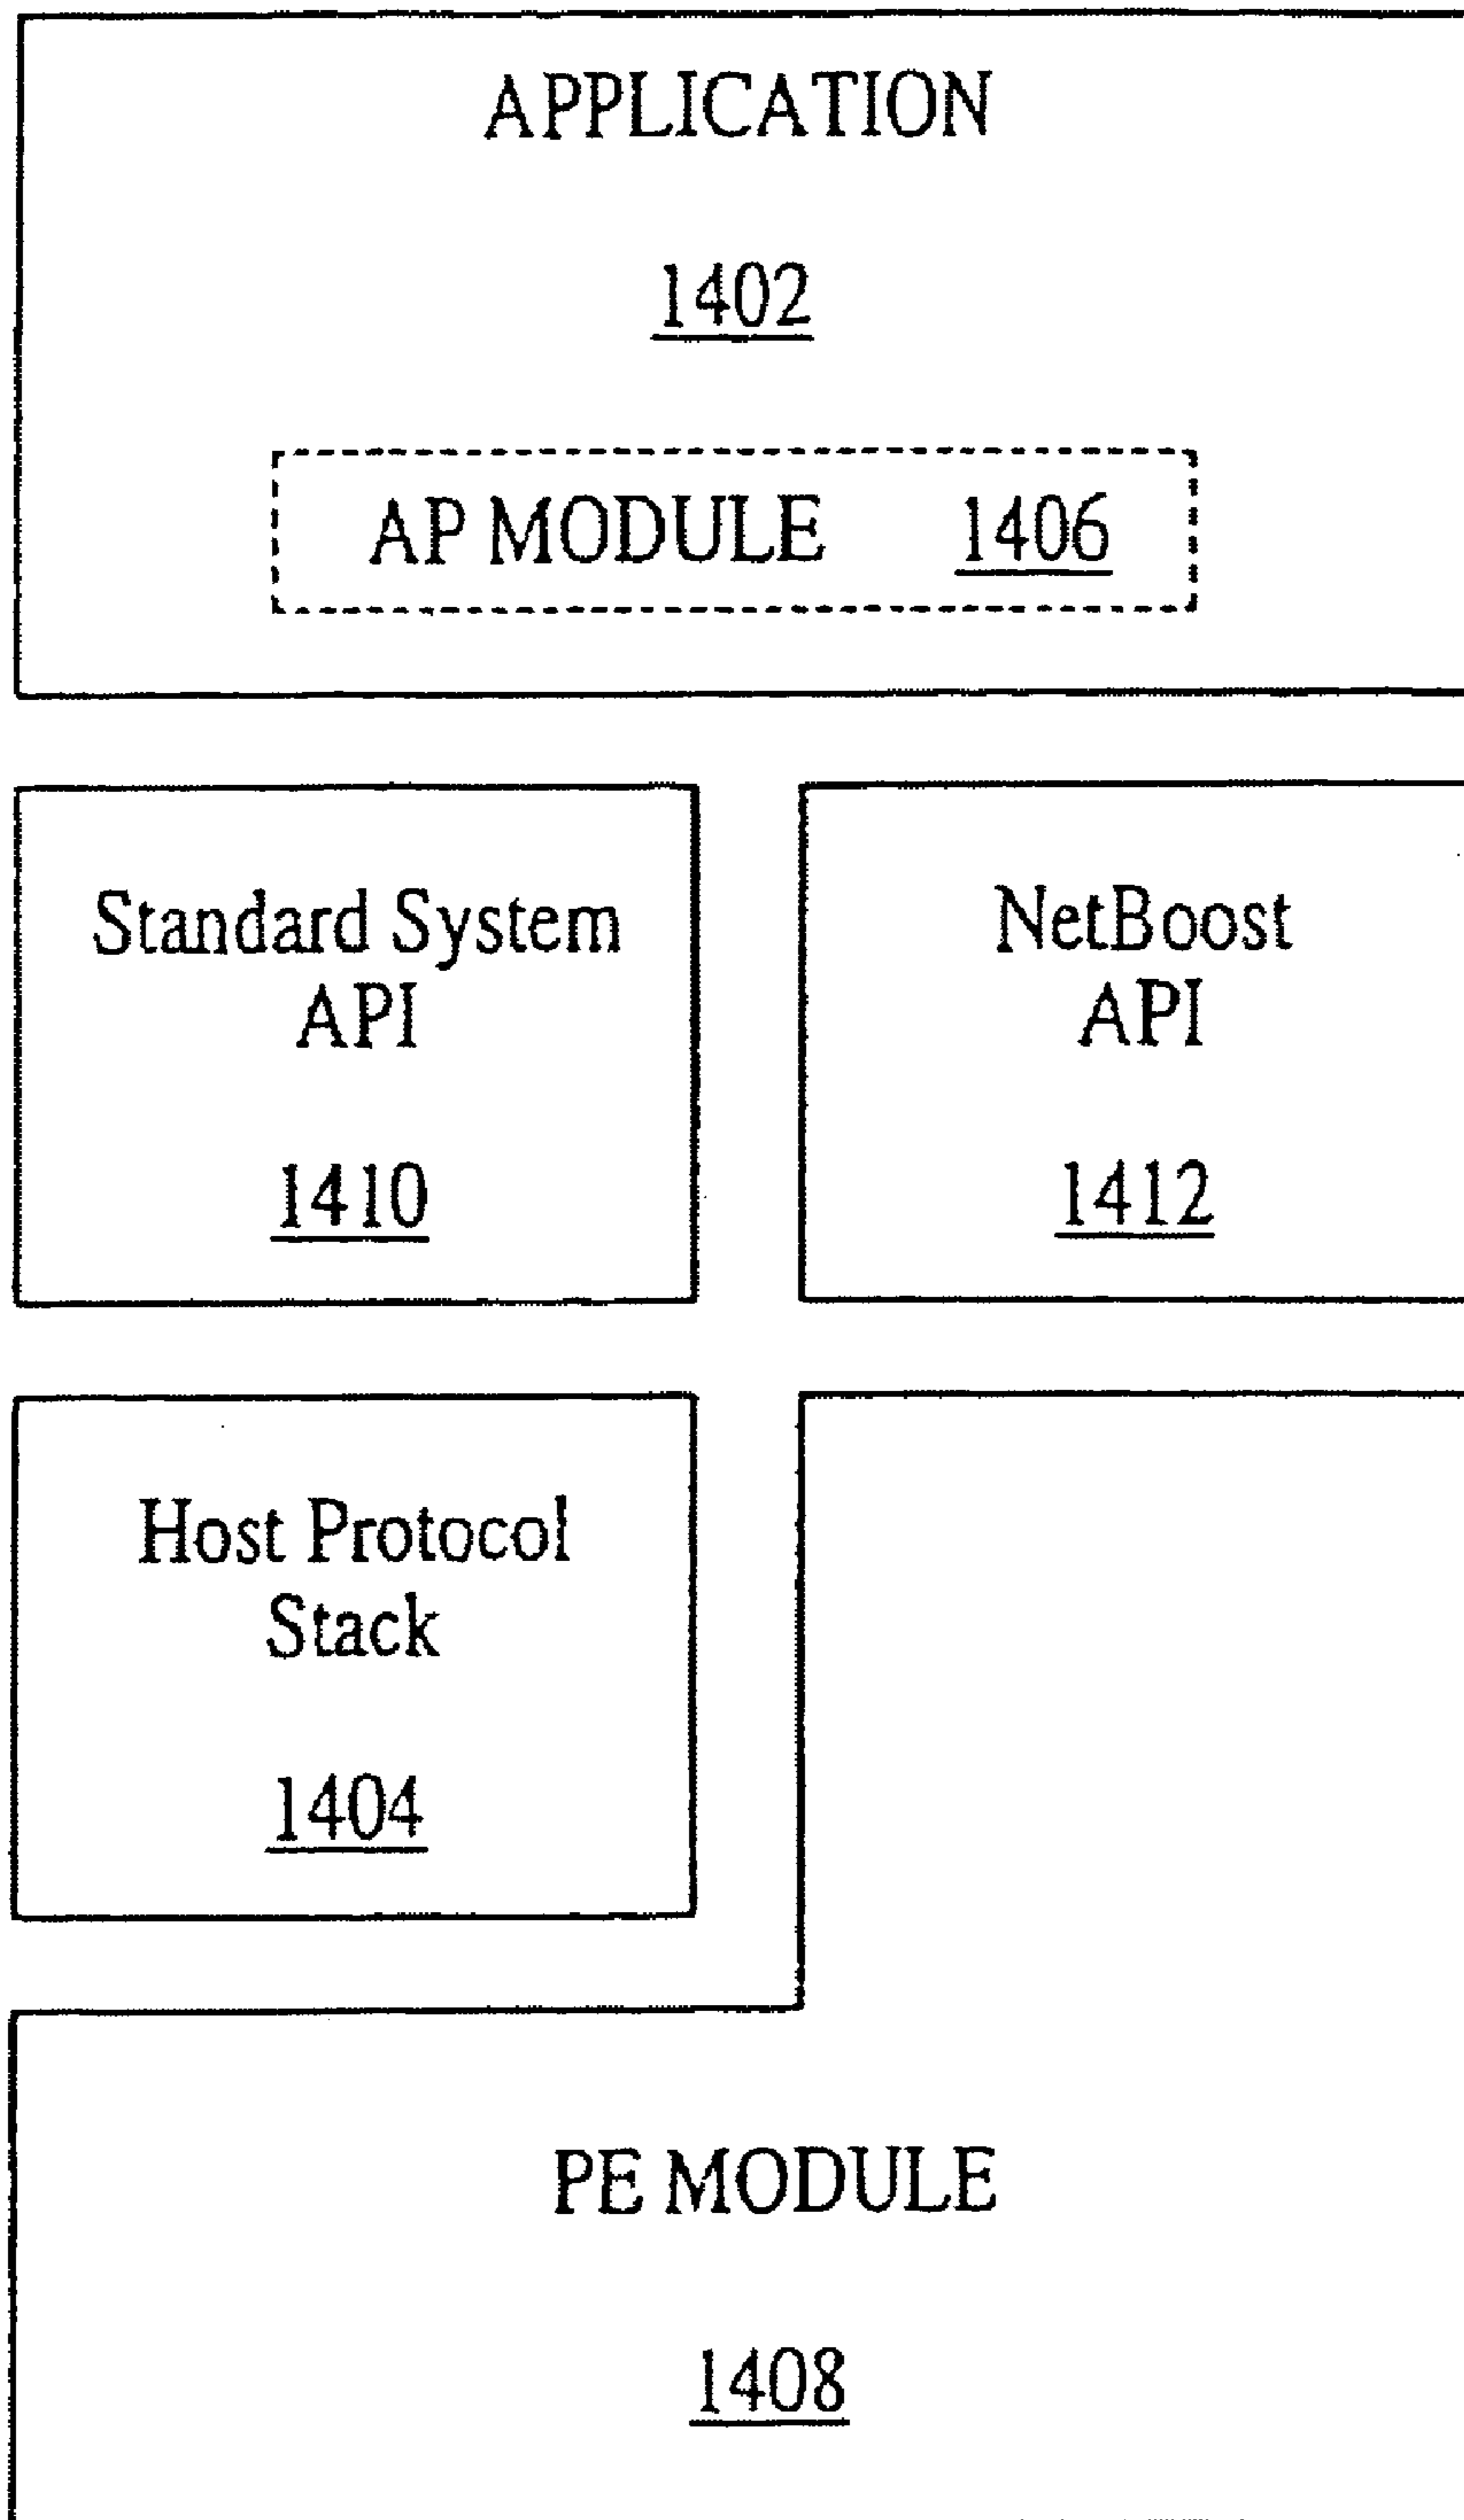 APPLICATION
1402
AP MODULE 1406
Standard System
API
1410
NetBoost
API
1412
Host Protocol
Stack
1404
PE MODULE
1408